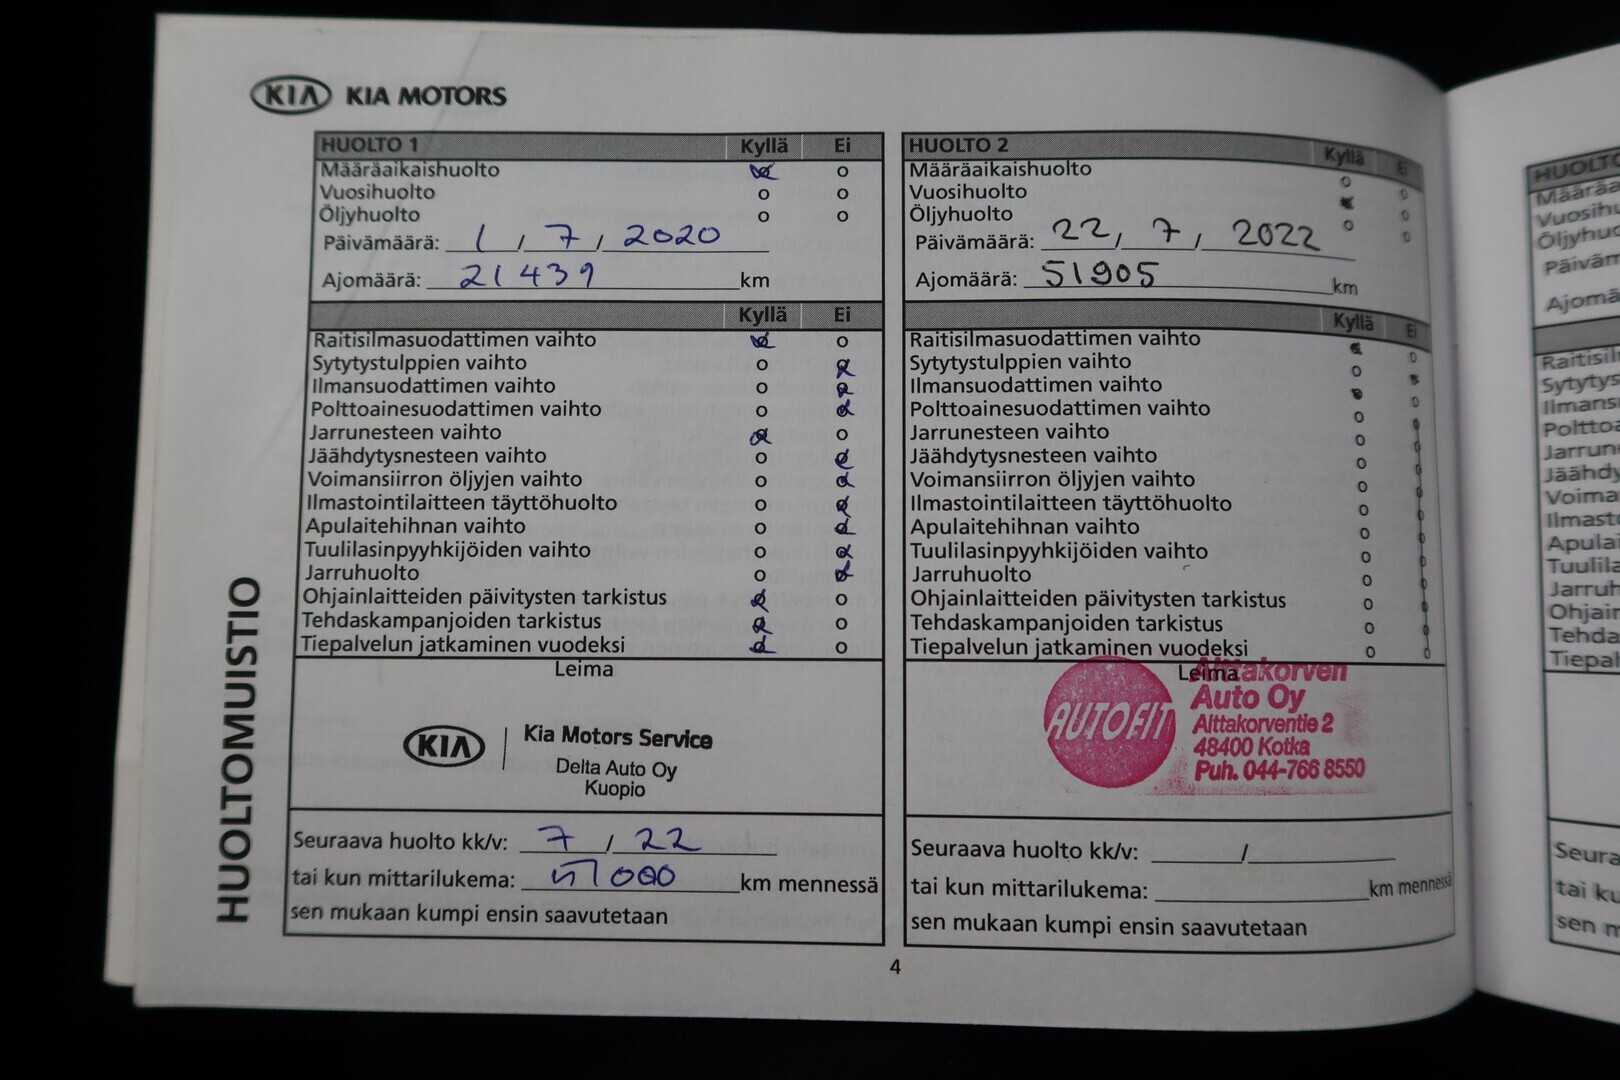 KIA KIA MOTORS
HUOLTO 1 Kyllä Ei
Määräaikaishuolto o
Vuosihuolto o o
Öljyhuolto o o
Päivämäärä: 1 / 7 / 2020
Ajomäärä: 21439 km
Kyllä Ei
Raitisilmasuodattimen vaihto o
Sytytystulppien vaihto o
Ilmansuodattimen vaihto o
Polttoainesuodattimen vaihto o
Jarrunesteen vaihto o
Jäähdytysnesteen vaihto o
Voimansiirron öljyjen vaihto o
Ilmastointilaitteen täyttöhuolto o
Apulaitehihnan vaihto o
Tuulilasinpyyhkijöiden vaihto o
Jarruhuolto o
Ohjainlaitteiden päivitysten tarkistus o
Tehdaskampanjoiden tarkistus o
Tiepalvelun jatkaminen vuodeksi o
Leima
KIA Kia Motors Service
Delta Auto Oy
Kuopio
Seuraava huolto kk/v: 7 / 22
tai kun mittarilukema: 51000 km mennessä
sen mukaan kumpi ensin saavutetaan
HUOLTO 2 Kyllä Ei
Määräaikaishuolto o o
Vuosihuolto o
Öljyhuolto o o
Päivämäärä: 22 / 7 / 2022
Ajomäärä: 51905 km
Kyllä Ei
Raitisilmasuodattimen vaihto o
Sytytystulppien vaihto o
Ilmansuodattimen vaihto o
Polttoainesuodattimen vaihto o
Jarrunesteen vaihto o
Jäähdytysnesteen vaihto o
Voimansiirron öljyjen vaihto o
Ilmastointilaitteen täyttöhuolto o
Apulaitehihnan vaihto o
Tuulilasinpyyhkijöiden vaihto o
Jarruhuolto o
Ohjainlaitteiden päivitysten tarkistus o
Tehdaskampanjoiden tarkistus o
Tiepalvelun jatkaminen vuodeksi o
Leima
AUTOFIT
Aittakorven
Auto Oy
Aittakorventie 2
48400 Kotka
Puh. 044-766 8550
Seuraava huolto kk/v: /
tai kun mittarilukema: km mennessä
sen mukaan kumpi ensin saavutetaan
HUOLTOMUISTIO
4